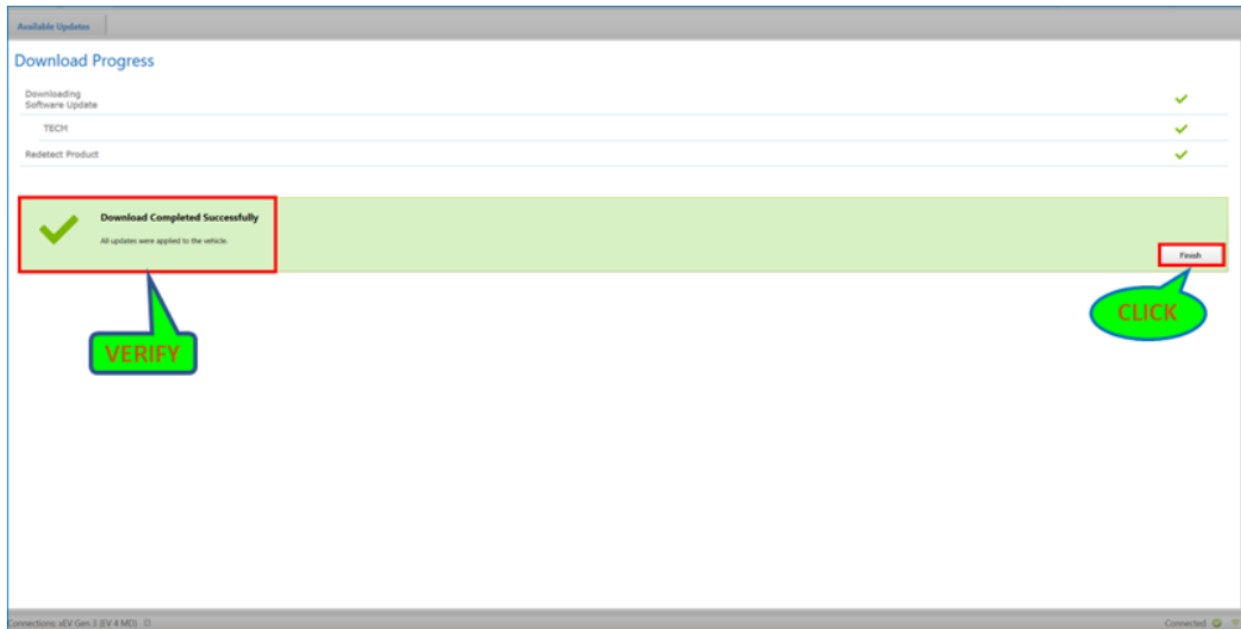 Available Updates
Download Progress
Downloading
Software Update
TECM
Redetect Product
Download Completed Successfully
All updates were applied to the vehicle.
Finish
CLICK
VERIFY
Connections: xEV Gen 3 (EV 4 MD)
Connected